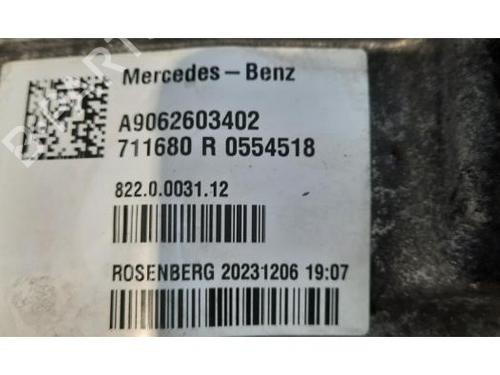 Mercedes-Benz
A9062603402
711680 R 0554518
822.0.0031.12
ROSENBERG 20231206 19:07